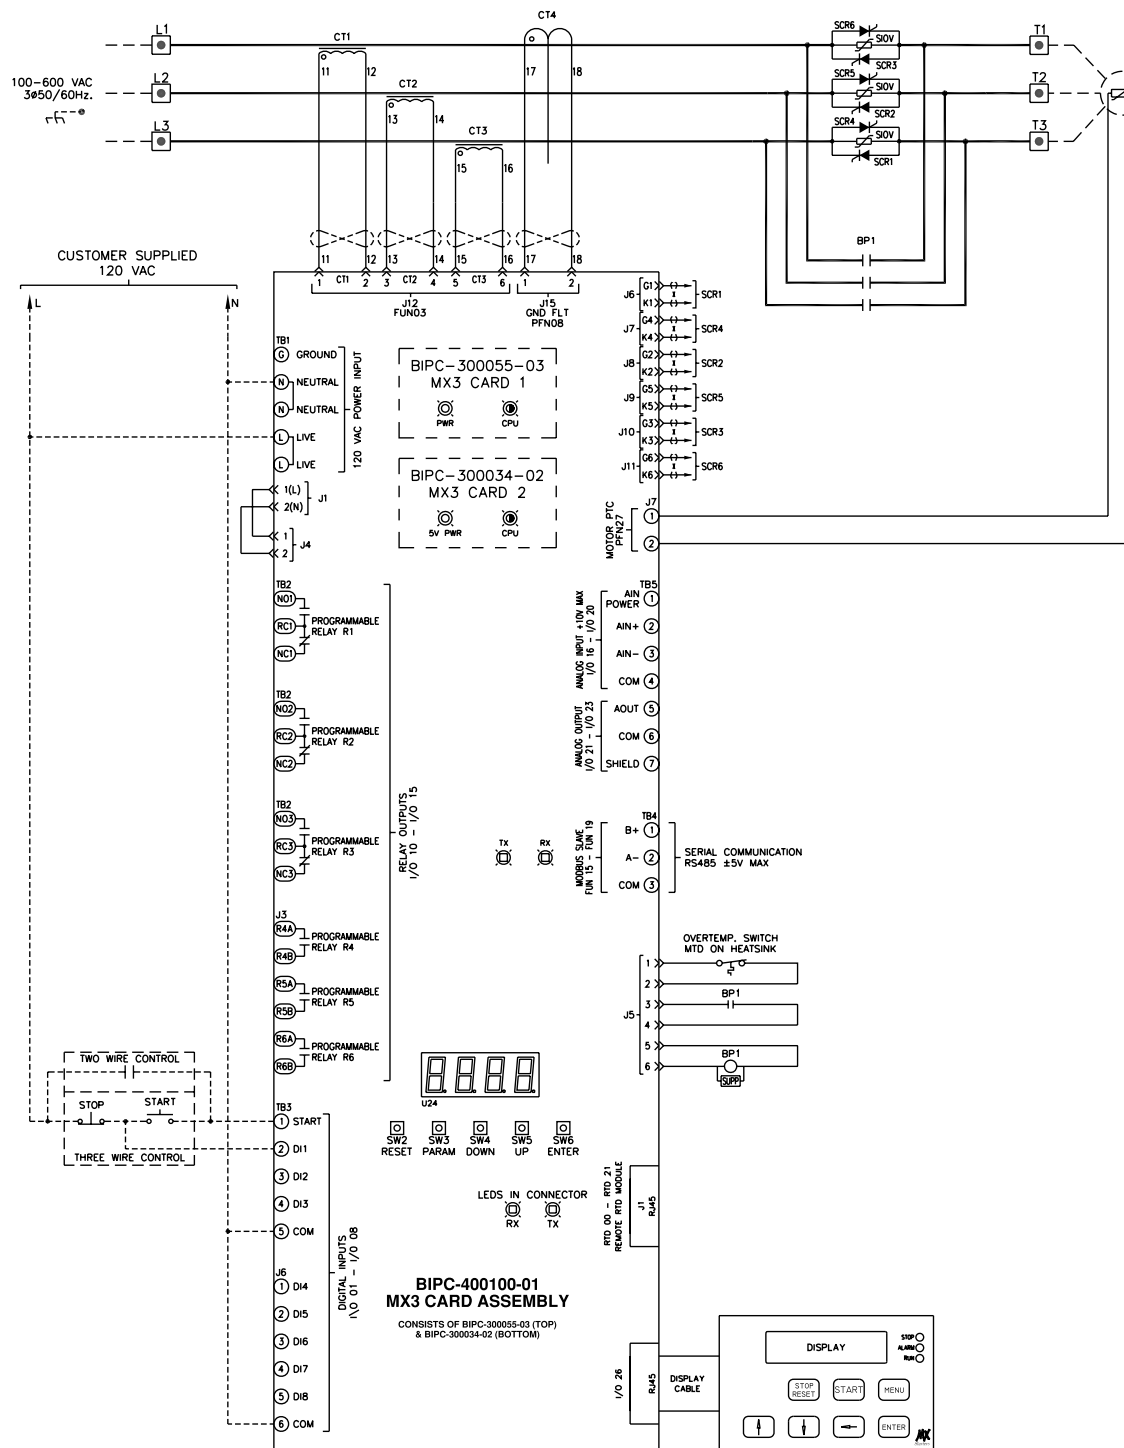 L1
CT1
CT4
SCR6
SIOV
SCR3
T1
11
12
17
18
100-600 VAC
3ø50/60Hz.
L2
CT2
SCR5
SIOV
SCR2
T2
13
14
L3
CT3
SCR4
SIOV
SCR1
T3
15
16
BP1
CUSTOMER SUPPLIED
120 VAC
L
N
11
12
13
14
15
16
17
18
1
CT1
2
3
CT2
4
5
CT3
6
1
2
J12
FUN03
J15
GND FLT
PFN08
J6
G1
K1
SCR1
J7
G4
K4
SCR4
J8
G2
K2
SCR2
J9
G5
K5
SCR5
J10
G3
K3
SCR3
J11
G6
K6
SCR6
TB1
G GROUND
N NEUTRAL
N NEUTRAL
L LIVE
L LIVE
120 VAC POWER INPUT
BIPC-300055-03
MX3 CARD 1
PWR
CPU
BIPC-300034-02
MX3 CARD 2
5V PWR
CPU
1(L)
2(N)
J1
1
2
J4
J7
1
2
MOTOR PTC
PFN27
TB2
NO1
RC1
NC1
PROGRAMMABLE
RELAY R1
TB2
NO2
RC2
NC2
PROGRAMMABLE
RELAY R2
TB2
NO3
RC3
NC3
PROGRAMMABLE
RELAY R3
J3
R4A
R4B
PROGRAMMABLE
RELAY R4
R5A
R5B
PROGRAMMABLE
RELAY R5
R6A
R6B
PROGRAMMABLE
RELAY R6
RELAY OUTPUTS
I/O 10 - I/O 15
TB5
AIN
POWER 1
AIN+ 2
AIN- 3
COM 4
ANALOG INPUT +10V MAX
I/O 16 - I/O 20
AOUT 5
COM 6
SHIELD 7
ANALOG OUTPUT
I/O 21 - I/O 23
TX
RX
TB4
B+ 1
A- 2
COM 3
MODBUS SLAVE
FUN 15 - FUN 19
SERIAL COMMUNICATION
RS485 ±5V MAX
OVERTEMP. SWITCH
MTD ON HEATSINK
J5
1
2
3
4
5
6
BP1
BP1
SUPP
TWO WIRE CONTROL
STOP
START
THREE WIRE CONTROL
U24
SW2
RESET
SW3
PARAM
SW4
DOWN
SW5
UP
SW6
ENTER
TB3
1 START
2 DI1
3 DI2
4 DI3
5 COM
J6
1 DI4
2 DI5
3 DI6
4 DI7
5 DI8
6 COM
DIGITAL INPUTS
I\O 01 - I/O 08
LEDS IN CONNECTOR
RX
TX
RTD 00 - RTD 21
REMOTE RTD MODULE
J1
RJ45
BIPC-400100-01
MX3 CARD ASSEMBLY
CONSISTS OF BIPC-300055-03 (TOP)
& BIPC-300034-02 (BOTTOM)
I/O 26
RJ45
DISPLAY
CABLE
DISPLAY
STOP
ALARM
RUN
STOP
RESET
START
MENU
ENTER
MX